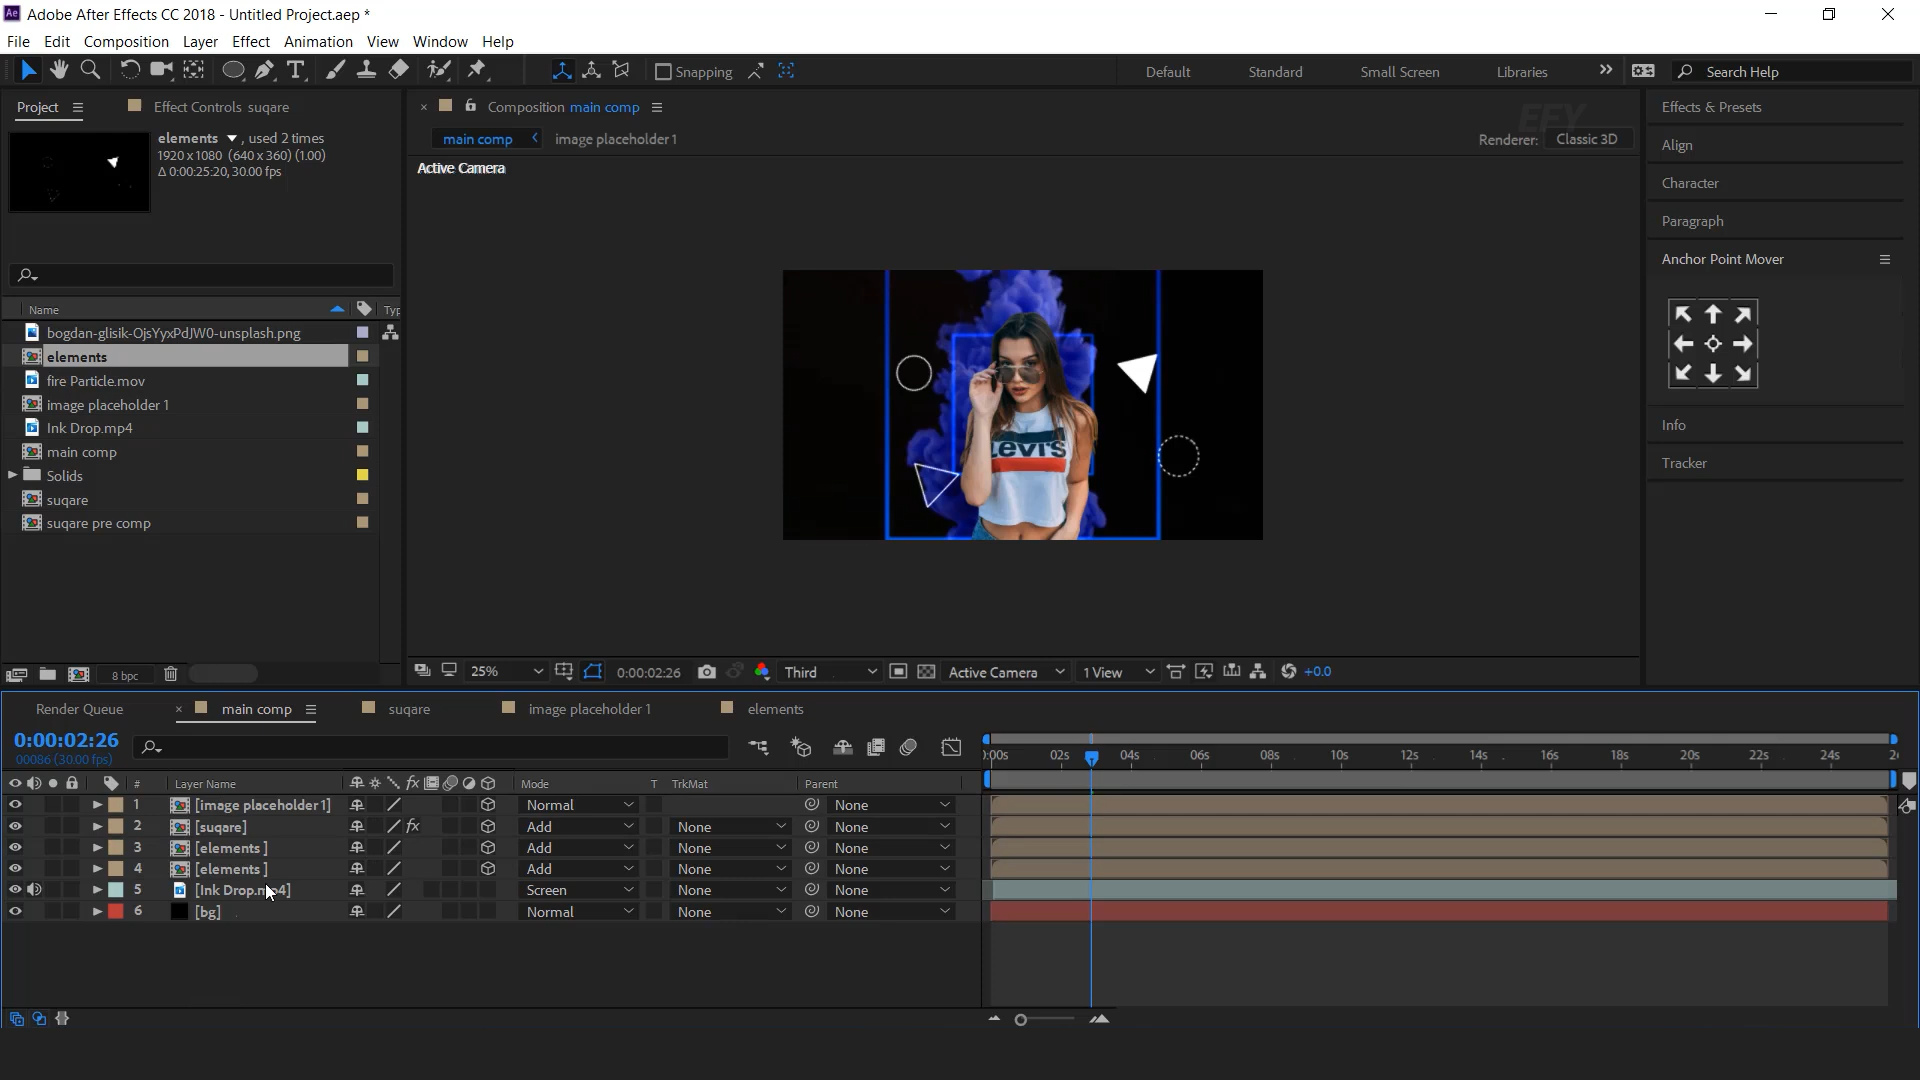 Adobe After Effects CC 2018 - Untitled Project.aep *
File Edit Composition Layer Effect Animation View Window Help
Snapping
Default Standard Small Screen Libraries Search Help
Project Effect Controls suqare
elements , used 2 times
1920 x 1080 (640 x 360) (1.00)
Δ 0:00:25:20, 30.00 fps
Name Typ
bogdan-glisik-OjsYyxPdJW0-unsplash.png
elements
fire Particle.mov
image placeholder 1
Ink Drop.mp4
main comp
Solids
suqare
suqare pre comp
8 bpc
Composition main comp
main comp image placeholder 1
EFY
Renderer: Classic 3D
Active Camera
LEVI'S
25% 0:00:02:26 Third Active Camera 1 View +0.0
Effects & Presets
Align
Character
Paragraph
Anchor Point Mover
Info
Tracker
Render Queue main comp suqare image placeholder 1 elements
0:00:02:26
00086 (30.00 fps)
):00s 02s 04s 06s 08s 10s 12s 14s 16s 18s 20s 22s 24s 2
# Layer Name fx Mode T TrkMat Parent
1 [image placeholder 1] Normal None
2 [suqare] fx Add None None
3 [elements ] Add None None
4 [elements ] Add None None
5 [Ink Drop.mp4] Screen None None
6 [bg] Normal None None